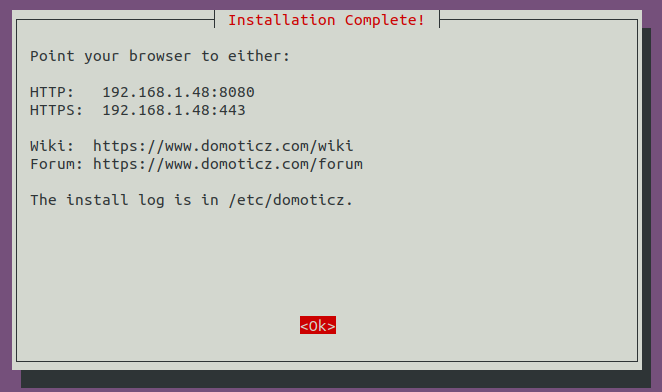 Installation Complete!
Point your browser to either:
HTTP:   192.168.1.48:8080
HTTPS:  192.168.1.48:443
Wiki:  https://www.domoticz.com/wiki
Forum: https://www.domoticz.com/forum
The install log is in /etc/domoticz.
<Ok>